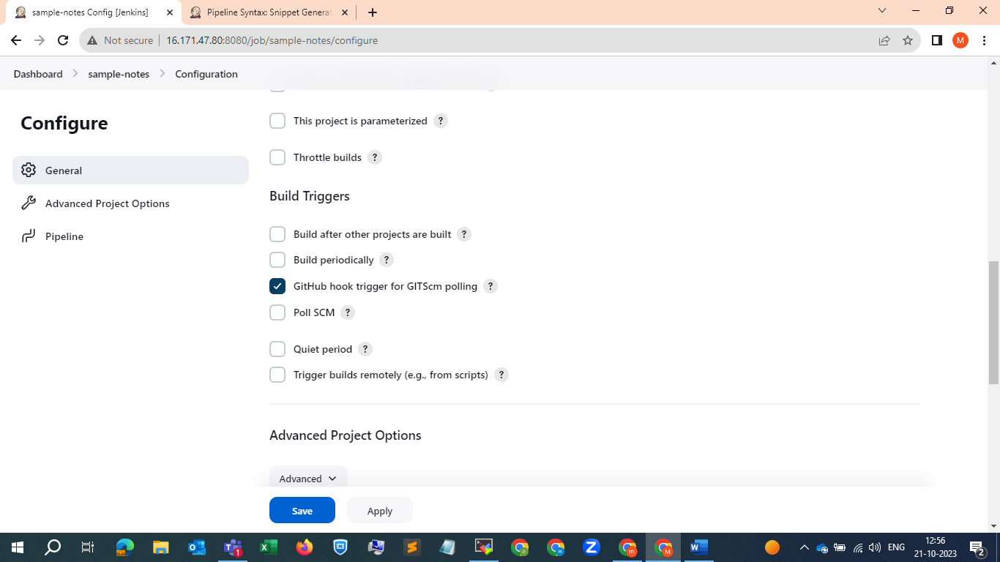 sample-notes Config [Jenkins]
Pipeline Syntax: Snippet Generat
Not secure
16.171.47.80:8080/job/sample-notes/configure
M
Dashboard
sample-notes
Configuration
Configure
General
Advanced Project Options
Pipeline
This project is parameterized ?
Throttle builds ?
Build Triggers
Build after other projects are built ?
Build periodically ?
GitHub hook trigger for GITScm polling ?
Poll SCM ?
Quiet period ?
Trigger builds remotely (e.g., from scripts) ?
Advanced Project Options
Advanced
Save
Apply
ENG
12:56
21-10-2023
2